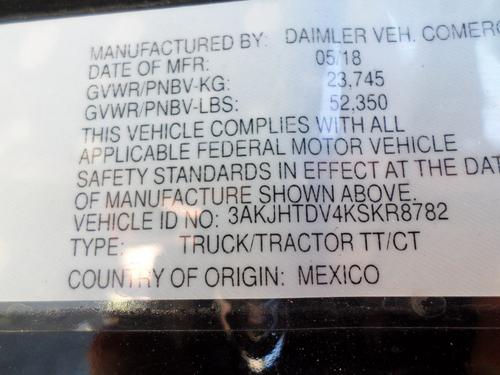 MANUFACTURED BY: DAIMLER VEH. COMERC
DATE OF MFR: 05/18
GVWR/PNBV-KG: 23,745
GVWR/PNBV-LBS: 52,350
THIS VEHICLE COMPLIES WITH ALL
APPLICABLE FEDERAL MOTOR VEHICLE
SAFETY STANDARDS IN EFFECT AT THE DAT
OF MANUFACTURE SHOWN ABOVE.
VEHICLE ID NO: 3AKJHTDV4KSKR8782
TYPE: TRUCK/TRACTOR TT/CT
COUNTRY OF ORIGIN: MEXICO